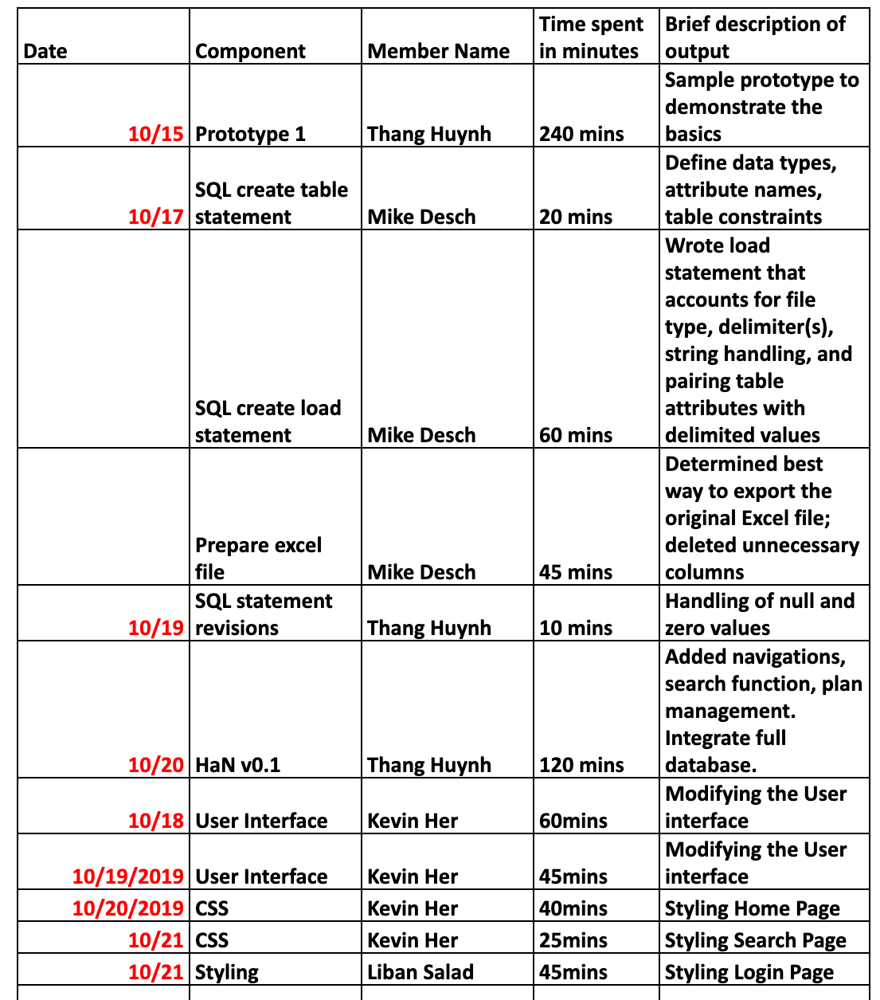 Date Component Member Name Time spent in minutes Brief description of output
10/15 Prototype 1 Thang Huynh 240 mins Sample prototype to demonstrate the basics
10/17 SQL create table statement Mike Desch 20 mins Define data types, attribute names, table constraints
SQL create load statement Mike Desch 60 mins Wrote load statement that accounts for file type, delimiter(s), string handling, and pairing table attributes with delimited values
Prepare excel file Mike Desch 45 mins Determined best way to export the original Excel file; deleted unnecessary columns
10/19 SQL statement revisions Thang Huynh 10 mins Handling of null and zero values
10/20 HaN v0.1 Thang Huynh 120 mins Added navigations, search function, plan management. Integrate full database.
10/18 User Interface Kevin Her 60mins Modifying the User interface
10/19/2019 User Interface Kevin Her 45mins Modifying the User interface
10/20/2019 CSS Kevin Her 40mins Styling Home Page
10/21 CSS Kevin Her 25mins Styling Search Page
10/21 Styling Liban Salad 45mins Styling Login Page